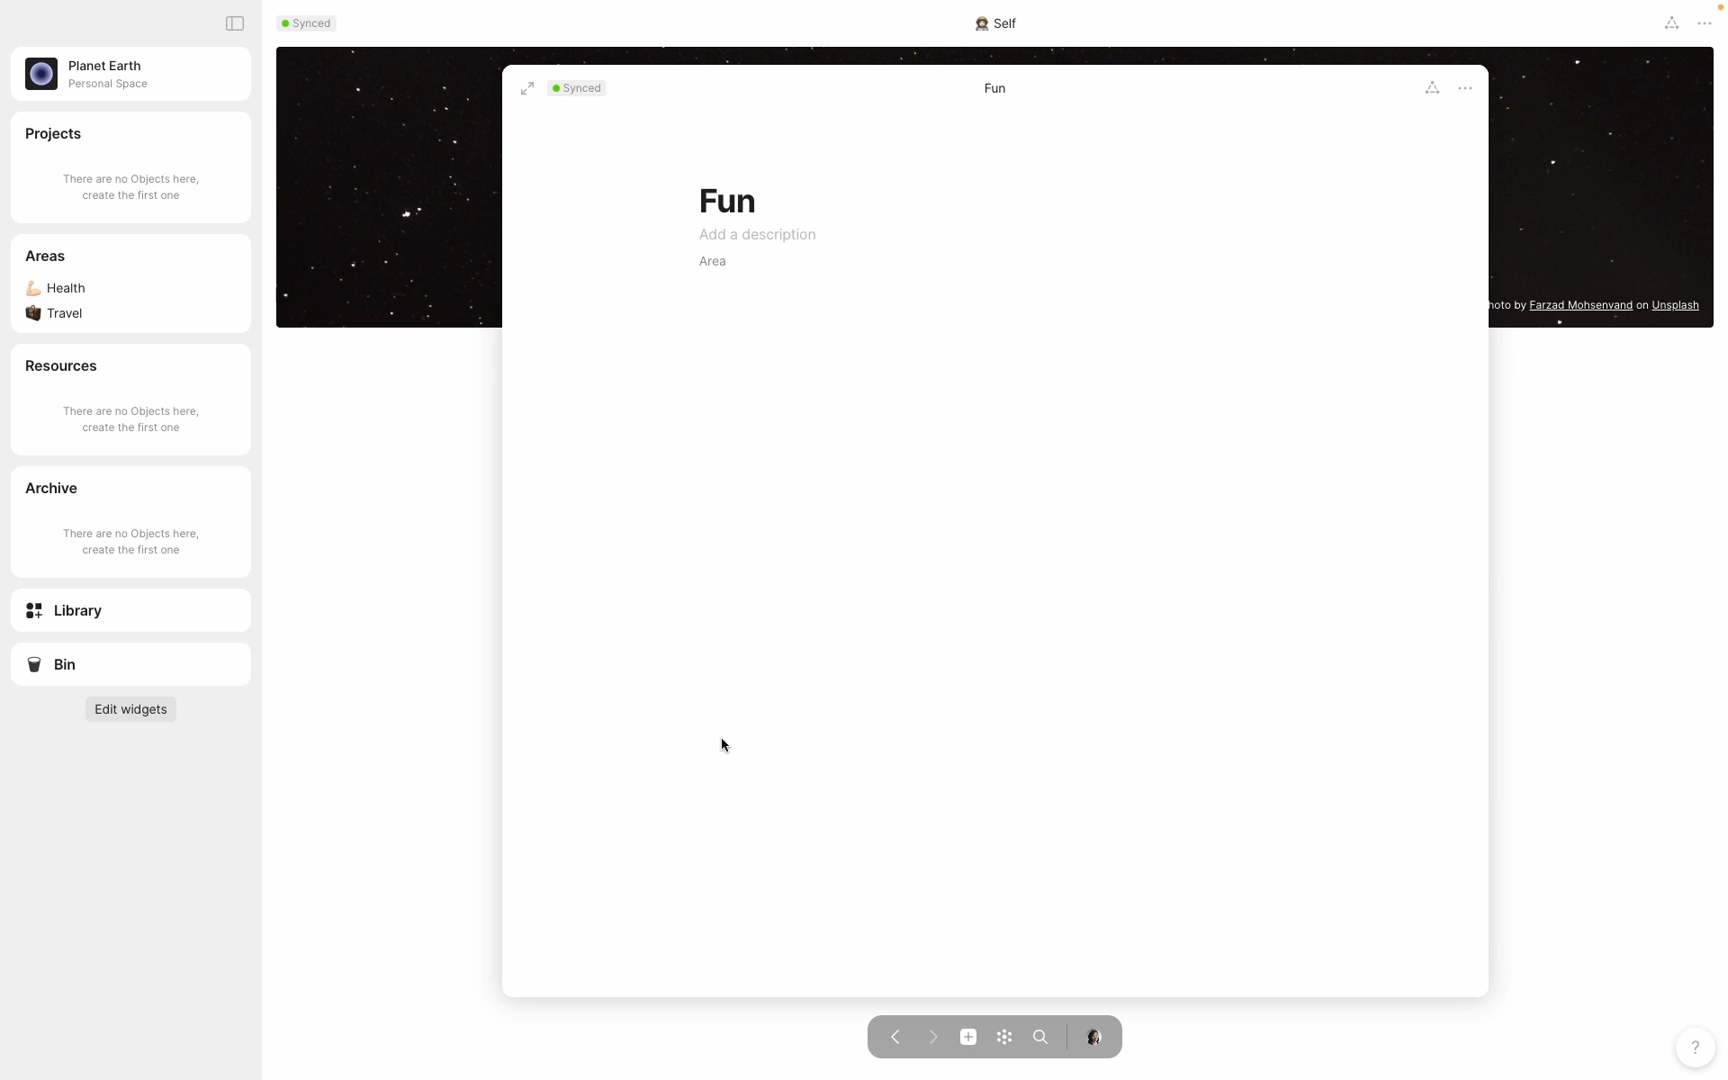 Synced
Self
Planet Earth
Personal Space
Projects
There are no Objects here,
create the first one
Areas
Health
Travel
Resources
There are no Objects here,
create the first one
Archive
There are no Objects here,
create the first one
Library
Bin
Edit widgets
Synced
Fun
Fun
Add a description
Area
hoto by Farzad Mohsenvand on Unsplash
?